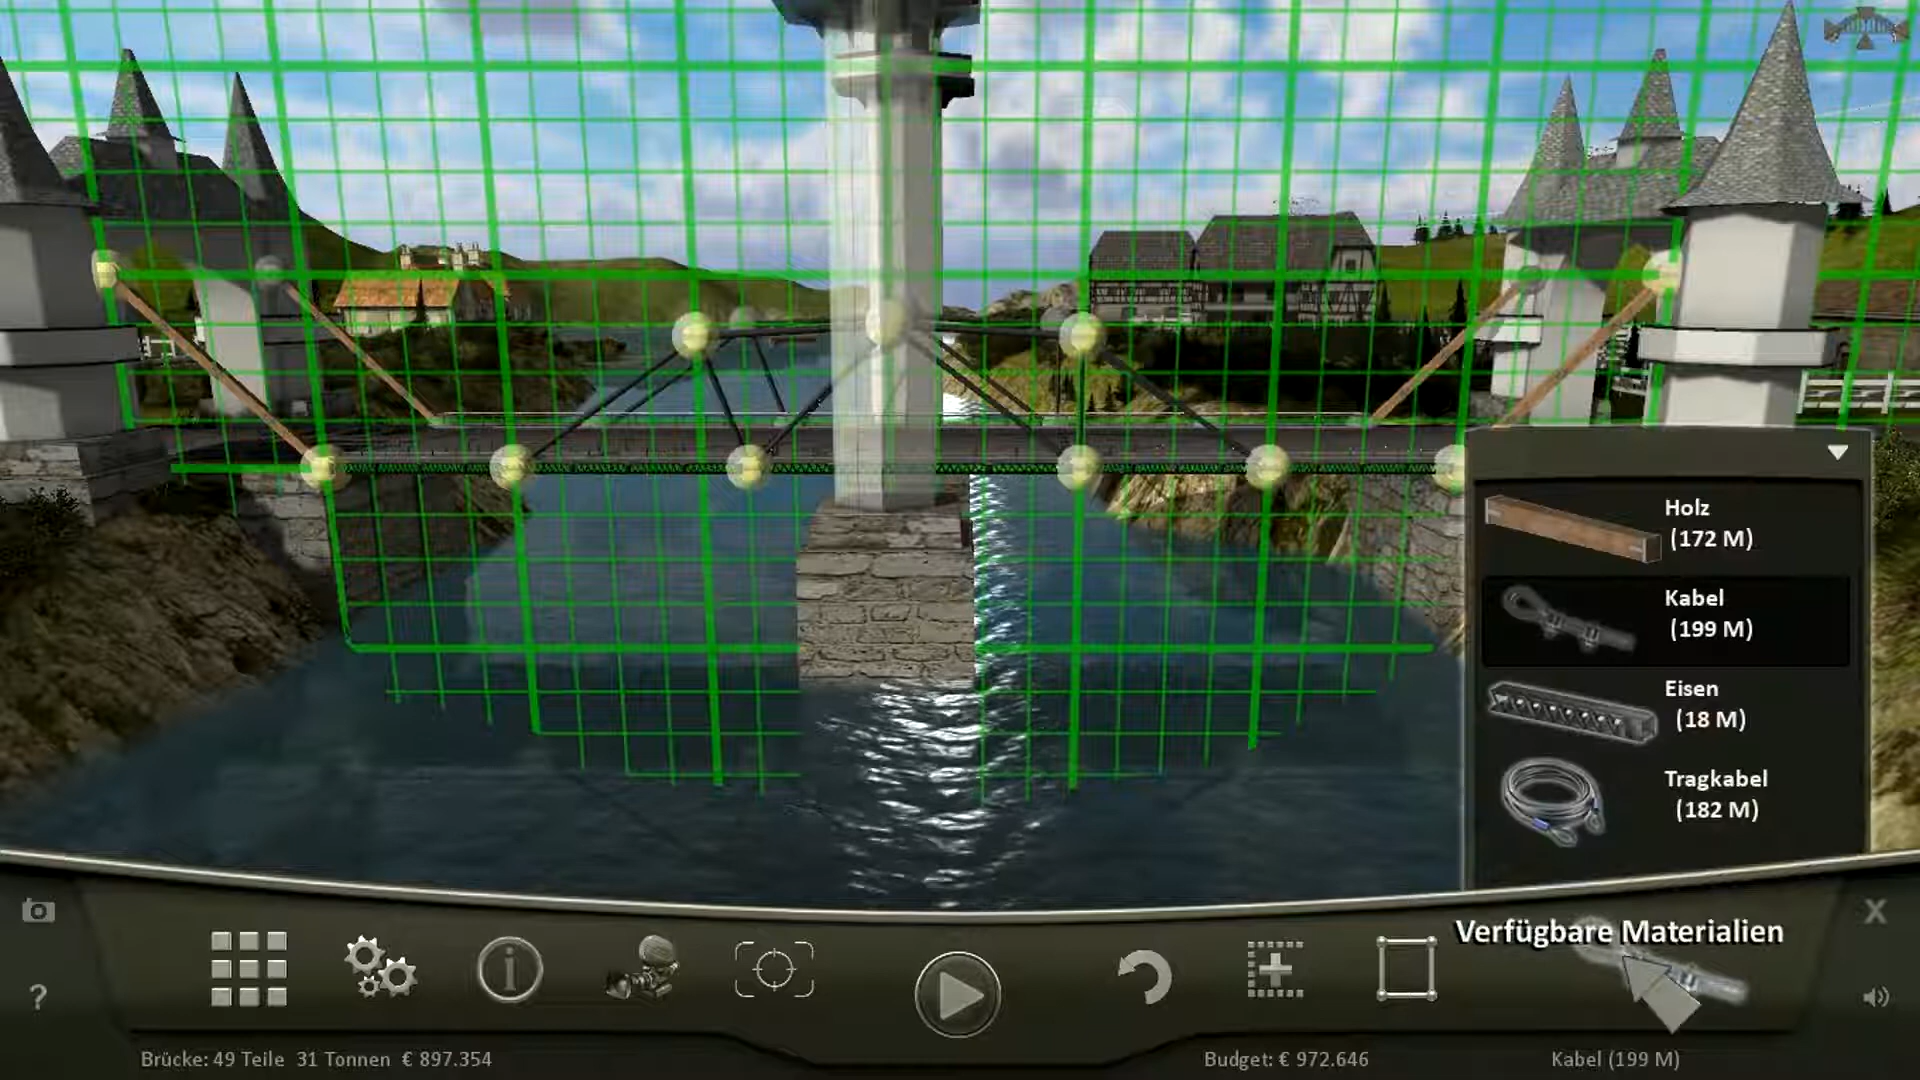 Holz
(172 M)
Kabel
(199 M)
Eisen
(18 M)
Tragkabel
(182 M)
Verfügbare Materialien
?
X
Brücke: 49 Teile 31 Tonnen € 897.354
Budget: € 972.646
Kabel (199 M)